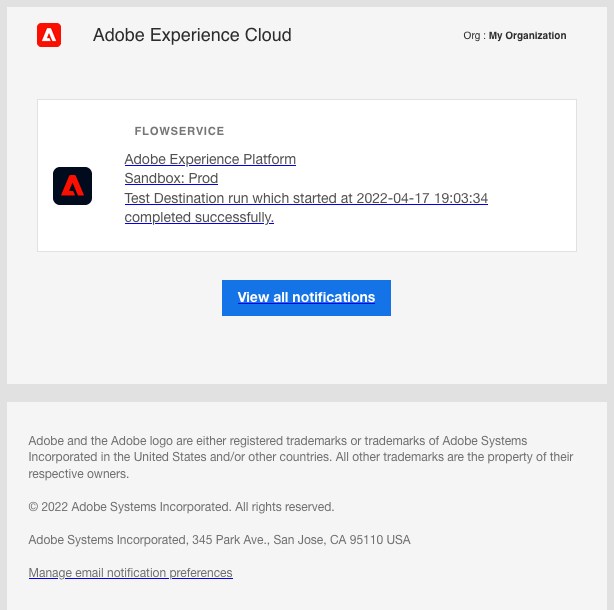 Adobe Experience Cloud
Org : My Organization
FLOWSERVICE
Adobe Experience Platform
Sandbox: Prod
Test Destination run which started at 2022-04-17 19:03:34
completed successfully.
View all notifications
Adobe and the Adobe logo are either registered trademarks or trademarks of Adobe Systems
Incorporated in the United States and/or other countries. All other trademarks are the property of their
respective owners.
© 2022 Adobe Systems Incorporated. All rights reserved.
Adobe Systems Incorporated, 345 Park Ave., San Jose, CA 95110 USA
Manage email notification preferences